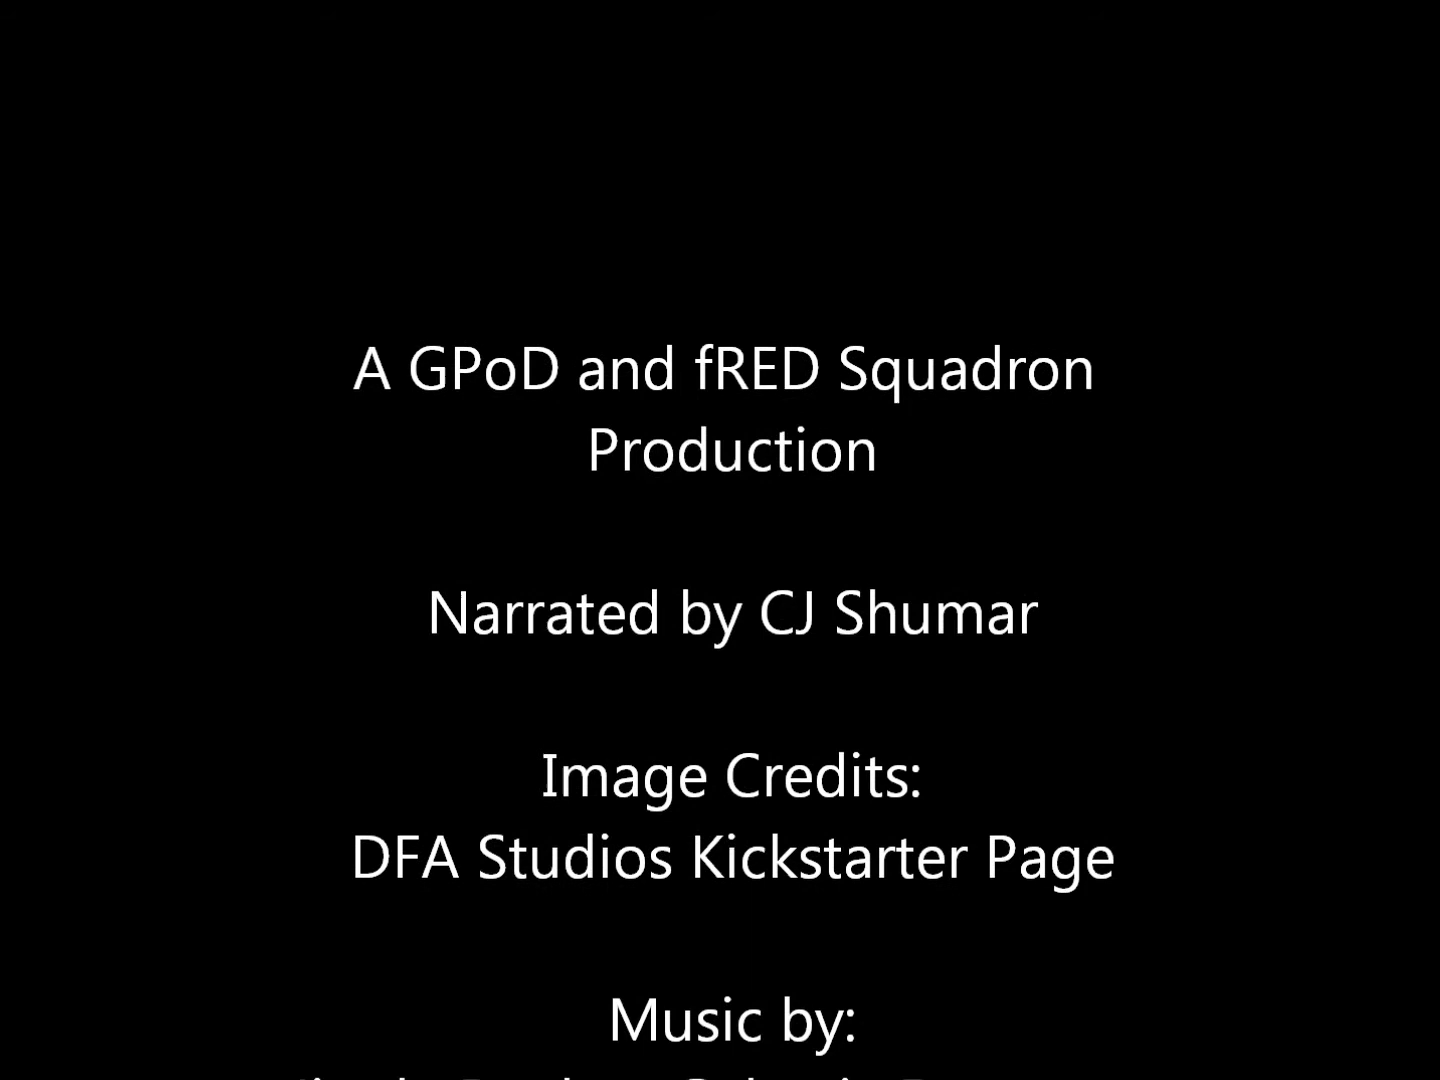 A GPoD and fRED Squadron
Production
Narrated by CJ Shumar
Image Credits:
DFA Studios Kickstarter Page
Music by: